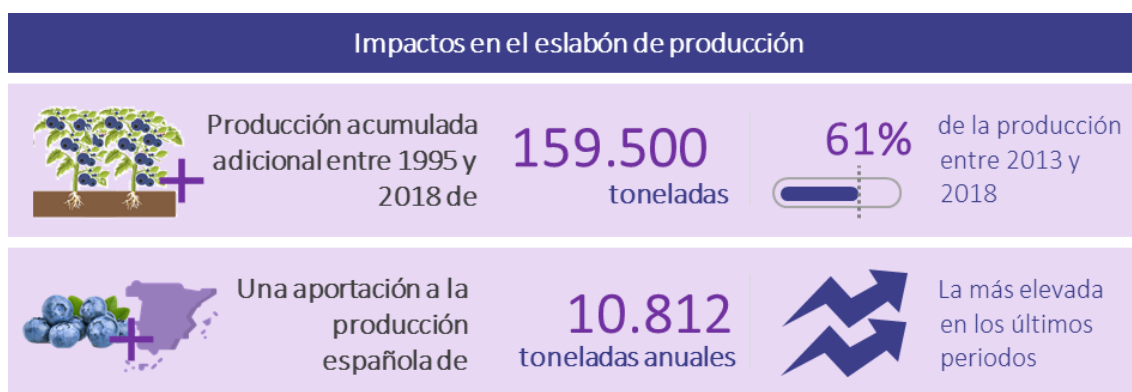 Impactos en el eslabón de producción
Producción acumulada
adicional entre 1995 y
2018 de
159.500
toneladas
61%
de la producción
entre 2013 y
2018
Una aportación a la
producción
española de
10.812
toneladas anuales
La más elevada
en los últimos
periodos